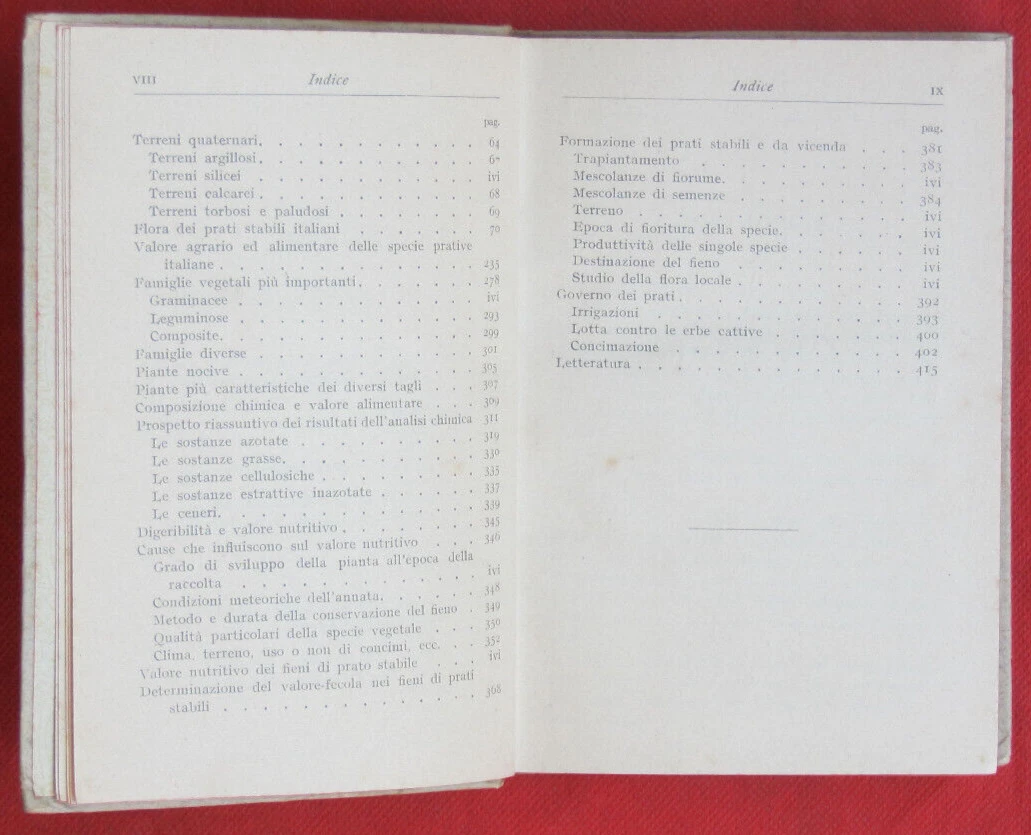 VIII Indice
pag.
Terreni quaternari. . . . . . . . . . . . . 64
Terreni argillosi. . . . . . . . . . . . .
Terreni silicei . . . . . . . . . . . . . ivi
Terreni calcarei. . . . . . . . . . . . . 68
Terreni torbosi e paludosi . . . . . . . . 69
Flora dei prati stabili italiani . . . . . . . 70
Valore agrario ed alimentare delle specie prative
italiane . . . . . . . . . . . . . . 235
Famiglie vegetali più importanti. . . . . . . 278
Graminacee . . . . . . . . . . . . . ivi
Leguminose . . . . . . . . . . . . . 293
Composite. . . . . . . . . . . . . . 299
Famiglie diverse . . . . . . . . . . . . 301
Piante nocive . . . . . . . . . . . . . 305
Piante più caratteristiche dei diversi tagli . . . 307
Composizione chimica e valore alimentare . . . 309
Prospetto riassuntivo dei risultati dell'analisi chimica 311
Le sostanze azotate . . . . . . . . . . 319
Le sostanze grasse. . . . . . . . . . . 330
Le sostanze cellulosiche . . . . . . . . . 335
Le sostanze estrattive inazotate . . . . . . 337
Le ceneri. . . . . . . . . . . . . . 339
Digeribilità e valore nutritivo . . . . . . . . 345
Cause che influiscono sul valore nutritivo . . . 346
Grado di sviluppo della pianta all'epoca della
raccolta . . . . . . . . . . . . . ivi
Condizioni meteoriche dell'annata. . . . . . 348
Metodo e durata della conservazione del fieno . 349
Qualità particolari della specie vegetale . . . 350
Clima, terreno, uso o non di concimi, ecc. . . 352
Valore nutritivo dei fieni di prato stabile . . . ivi
Determinazione del valore-fecola nei fieni di prati
stabili . . . . . . . . . . . . . . 368
Indice IX
pag.
Formazione dei prati stabili e da vicenda . . . 381
Trapiantamento . . . . . . . . . . . 383
Mescolanze di fiorume. . . . . . . . . . ivi
Mescolanze di semenze . . . . . . . . . 384
Terreno . . . . . . . . . . . . . . ivi
Epoca di fioritura della specie. . . . . . . ivi
Produttività delle singole specie . . . . . . ivi
Destinazione del fieno . . . . . . . . . ivi
Studio della flora locale . . . . . . . . . ivi
Governo dei prati . . . . . . . . . . . . 392
Irrigazioni . . . . . . . . . . . . . 393
Lotta contro le erbe cattive . . . . . . . 400
Concimazione . . . . . . . . . . . . 402
Letteratura . . . . . . . . . . . . . . 415